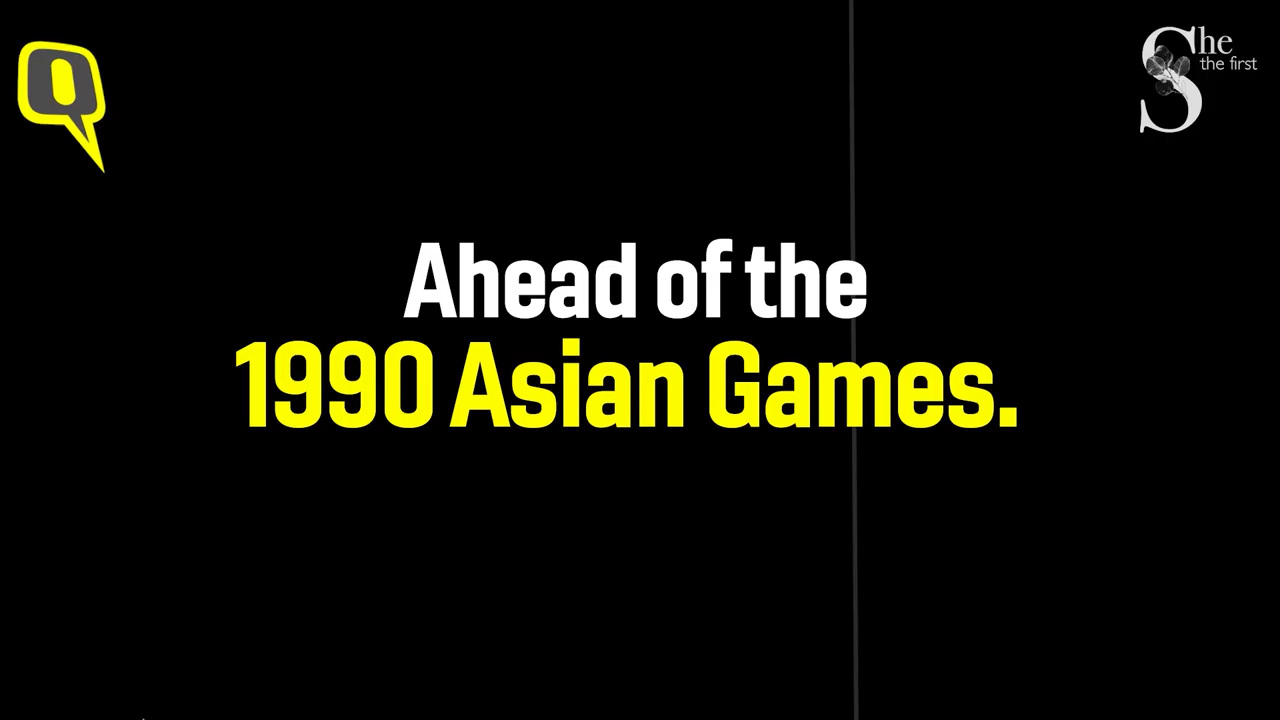 She
the first
Ahead of the
1990 Asian Games.